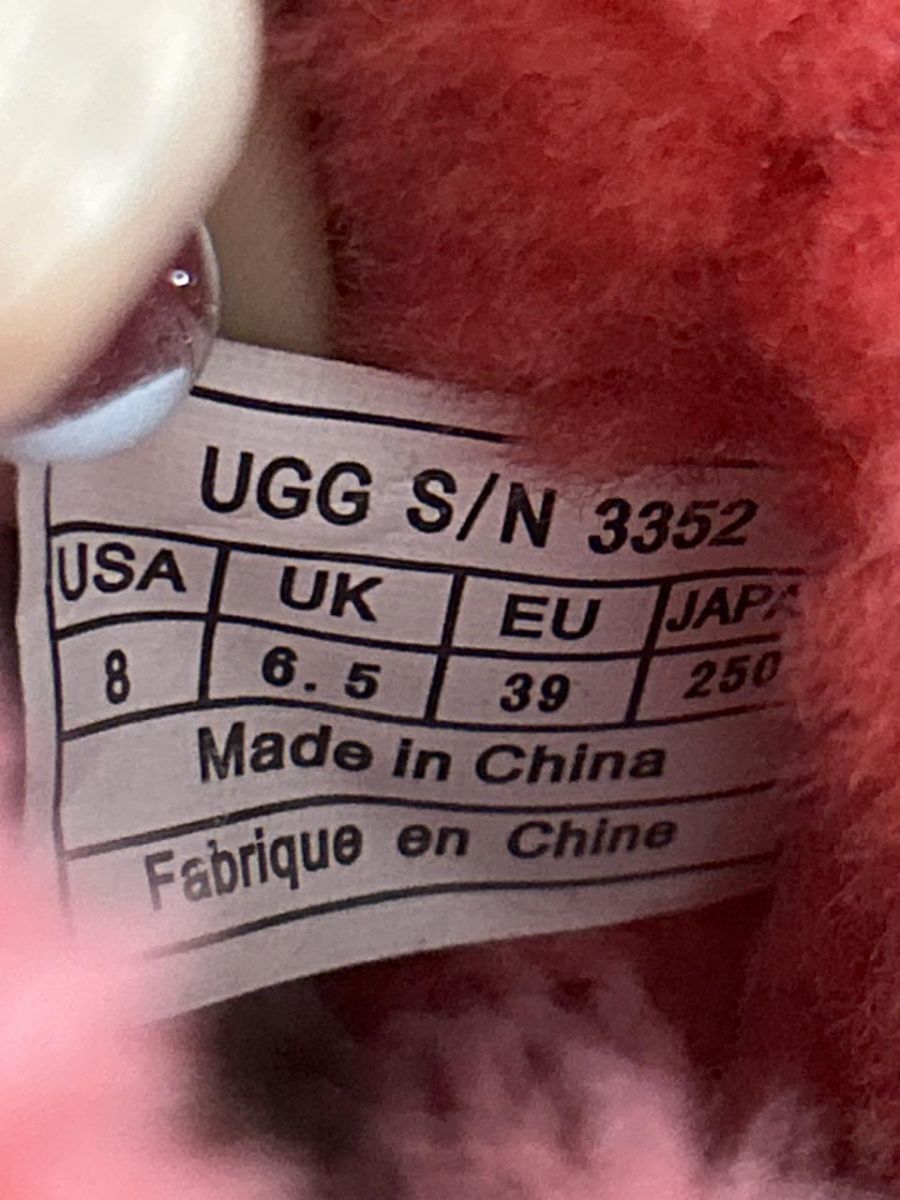 UGG S/N 3352
USA UK EU JAPA
8 6.5 39 250
Made in China
Fabrique en Chine